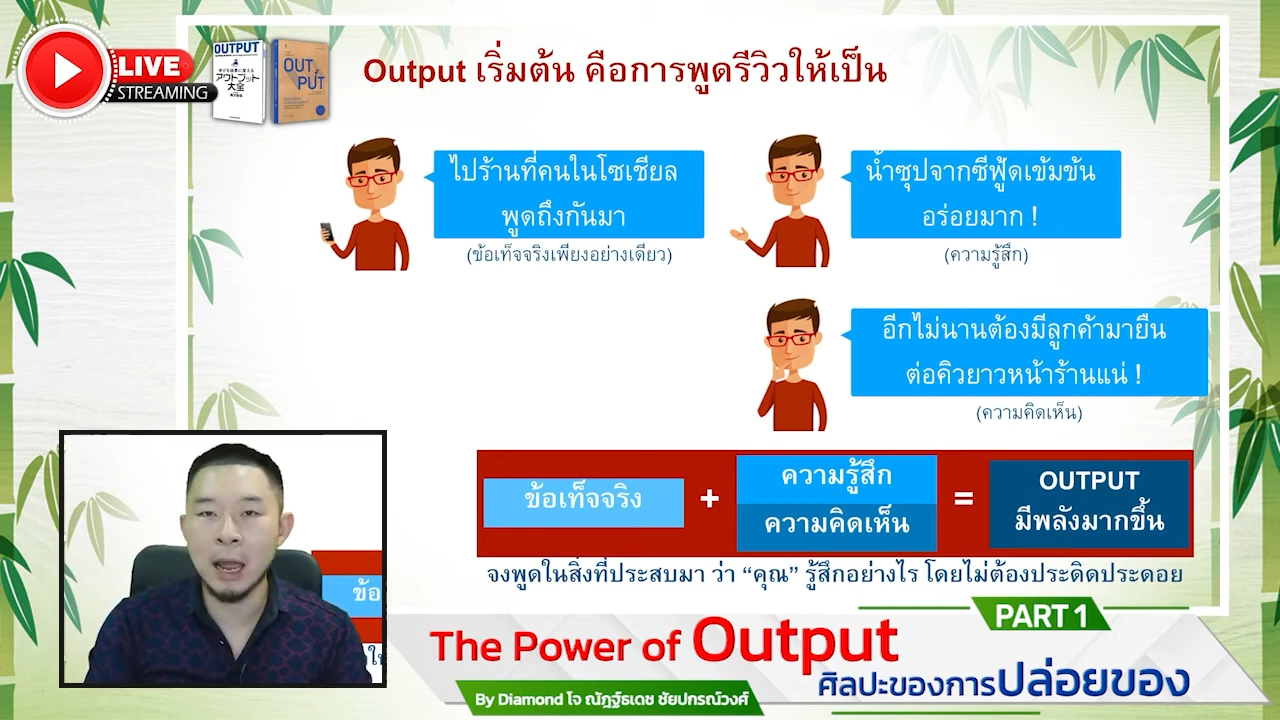 LIVE
STREAMING
OUTPUT
アウトプット
大全
OUT
PUT
Output เริ่มต้น คือการพูดรีวิวให้เป็น
ไปร้านที่คนในโซเชียล
พูดถึงกันมา
(ข้อเท็จจริงเพียงอย่างเดียว)
น้ำซุปจากซีฟู้ดเข้มข้น
อร่อยมาก !
(ความรู้สึก)
อีกไม่นานต้องมีลูกค้ามายืน
ต่อคิวยาวหน้าร้านแน่ !
(ความคิดเห็น)
ข้อเท็จจริง
+
ความรู้สึก
ความคิดเห็น
=
OUTPUT
มีพลังมากขึ้น
จงพูดในสิ่งที่ประสบมา ว่า “คุณ” รู้สึกอย่างไร โดยไม่ต้องประดิดประดอย
ข้อ
PART 1
The Power of Output
ศิลปะของการปล่อยของ
By Diamond โจ ณัฏฐ์ธเดช ชัยปกรณ์วงศ์